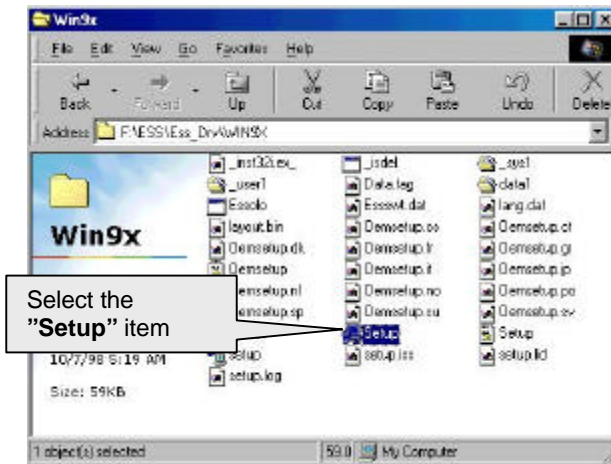 Win9x
File Edit View Go Favorites Help
Back Forward Up Cut Copy Paste Undo Delete
Address F:\ESS\Ess_Drv\wIN9X
_inst32i.ex_ _isdel _sys1
_user1 Data.tag data1
Essolo Essswt.dat lang.dat
Win9x
layout.bin Oemsetup.cs Oemsetup.ct
Oemsetup.dk Oemsetup.fr Oemsetup.gr
Oemsetup Oemsetup.it Oemsetup.jp
Oemsetup.nl Oemsetup.no Oemsetup.po
Oemsetup.sp Oemsetup.su Oemsetup.sv
Select the
”Setup” item
Setup Setup
10/7/98 5:19 AM
setup setup.iss setup.lid
setup.log
Size: 59KB
1 object(s) selected 59.0 My Computer